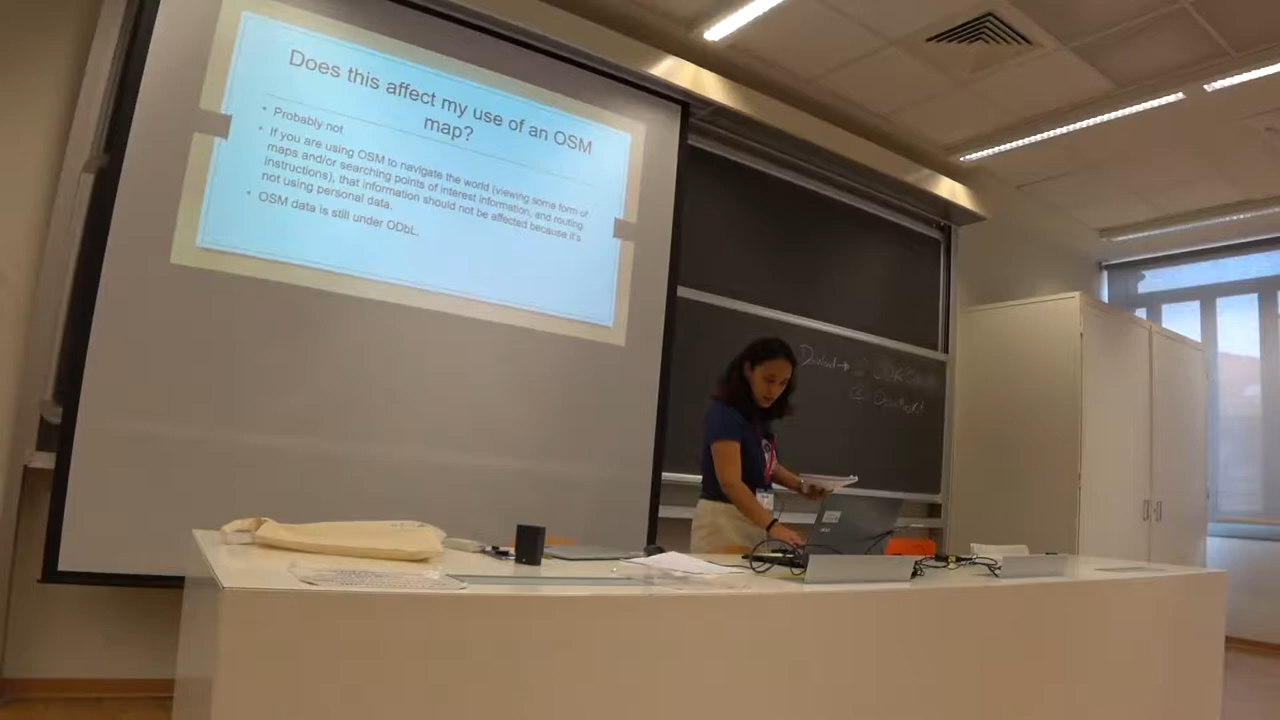 Does this affect my use of an OSM
map?
• Probably not
• If you are using OSM to navigate the world (viewing some form of
maps and/or searching points of interest information, and routing
instructions), that information should not be affected because it's
not using personal data.
• OSM data is still under ODbL.